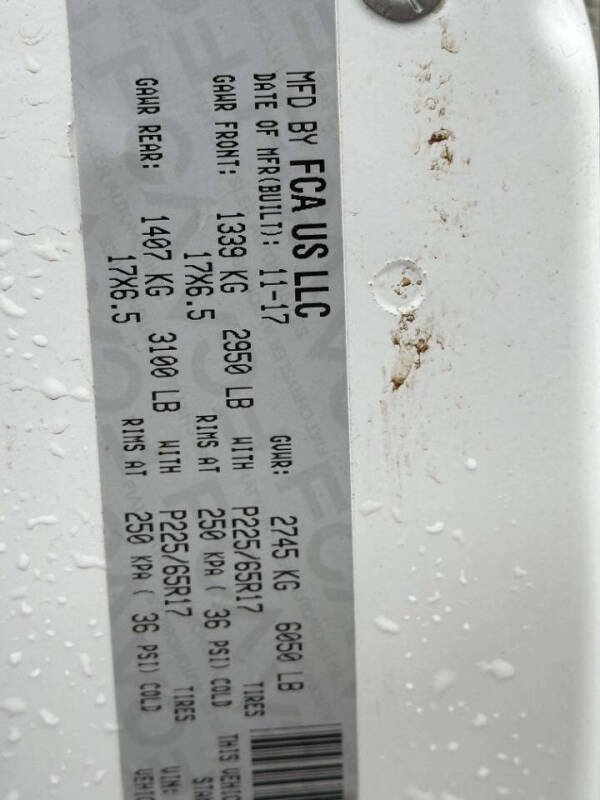 MFD BY FCA US LLC
DATE OF MFR(BUILT): 11-17 GVWR: 2745 KG 6050 LB
GAWR FRONT: 1339 KG 2950 LB WITH P225/65R17 TIRES
17X6.5 RIMS AT 250 KPA ( 36 PSI) COLD
GAWR REAR: 1407 KG 3100 LB WITH P225/65R17 TIRES
17X6.5 RIMS AT 250 KPA ( 36 PSI) COLD
THIS
VIN: